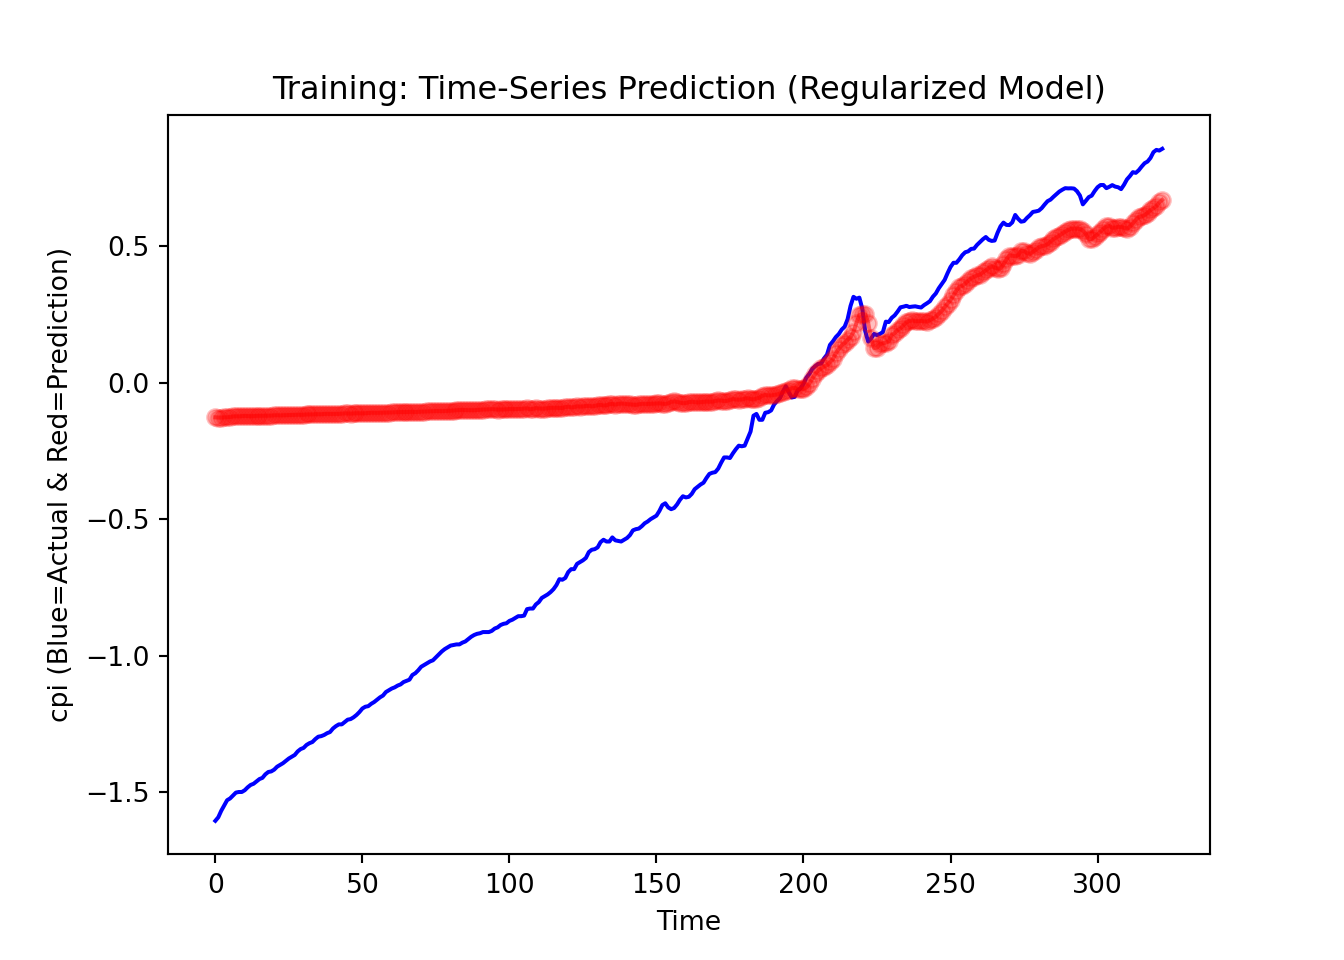 Training: Time-Series Prediction (Regularized Model)
cpi (Blue=Actual & Red=Prediction)
0.5
0.0
−0.5
−1.0
−1.5
0 50 100 150 200 250 300
Time